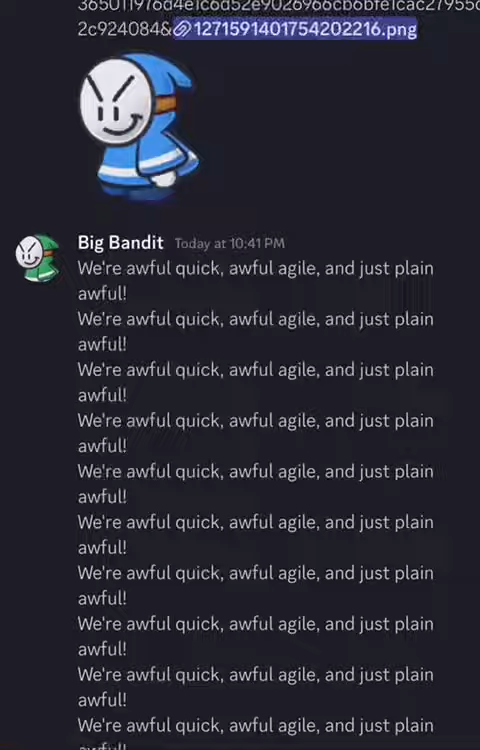 365011976d4e1c6d52e9026966cb6bfe1cac27955c
2c924084&1271591401754202216.png
Big Bandit Today at 10:41 PM
We're awful quick, awful agile, and just plain
awful!
We're awful quick, awful agile, and just plain
awful!
We're awful quick, awful agile, and just plain
awful!
We're awful quick, awful agile, and just plain
awful!
We're awful quick, awful agile, and just plain
awful!
We're awful quick, awful agile, and just plain
awful!
We're awful quick, awful agile, and just plain
awful!
We're awful quick, awful agile, and just plain
awful!
We're awful quick, awful agile, and just plain
awful!
We're awful quick, awful agile, and just plain
awful!